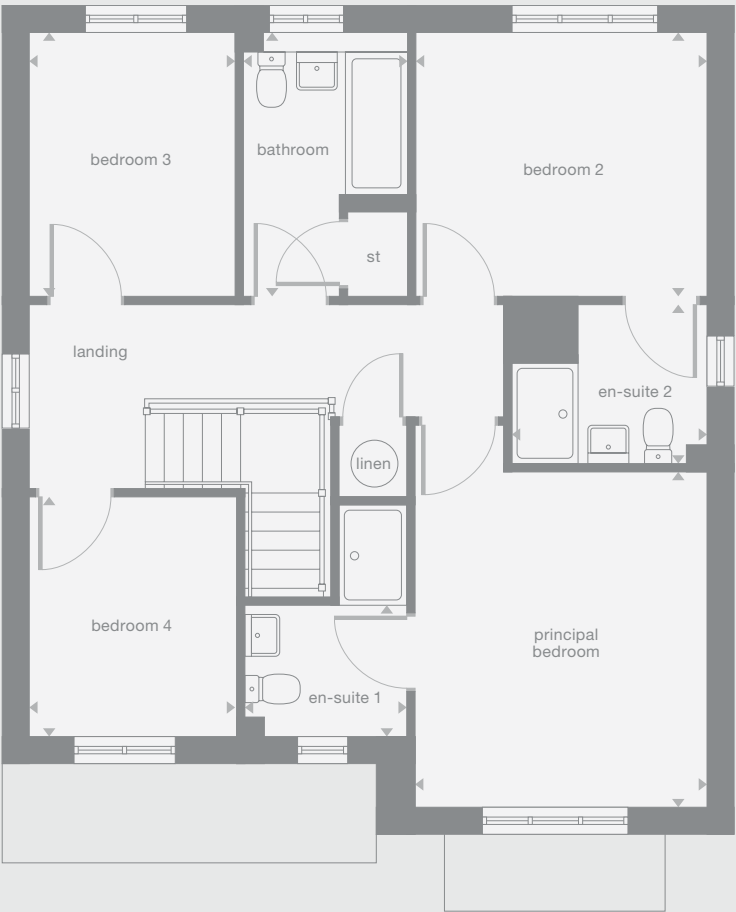 bedroom 3
bathroom
bedroom 2
st
landing
en-suite 2
linen
bedroom 4
principal
bedroom
en-suite 1